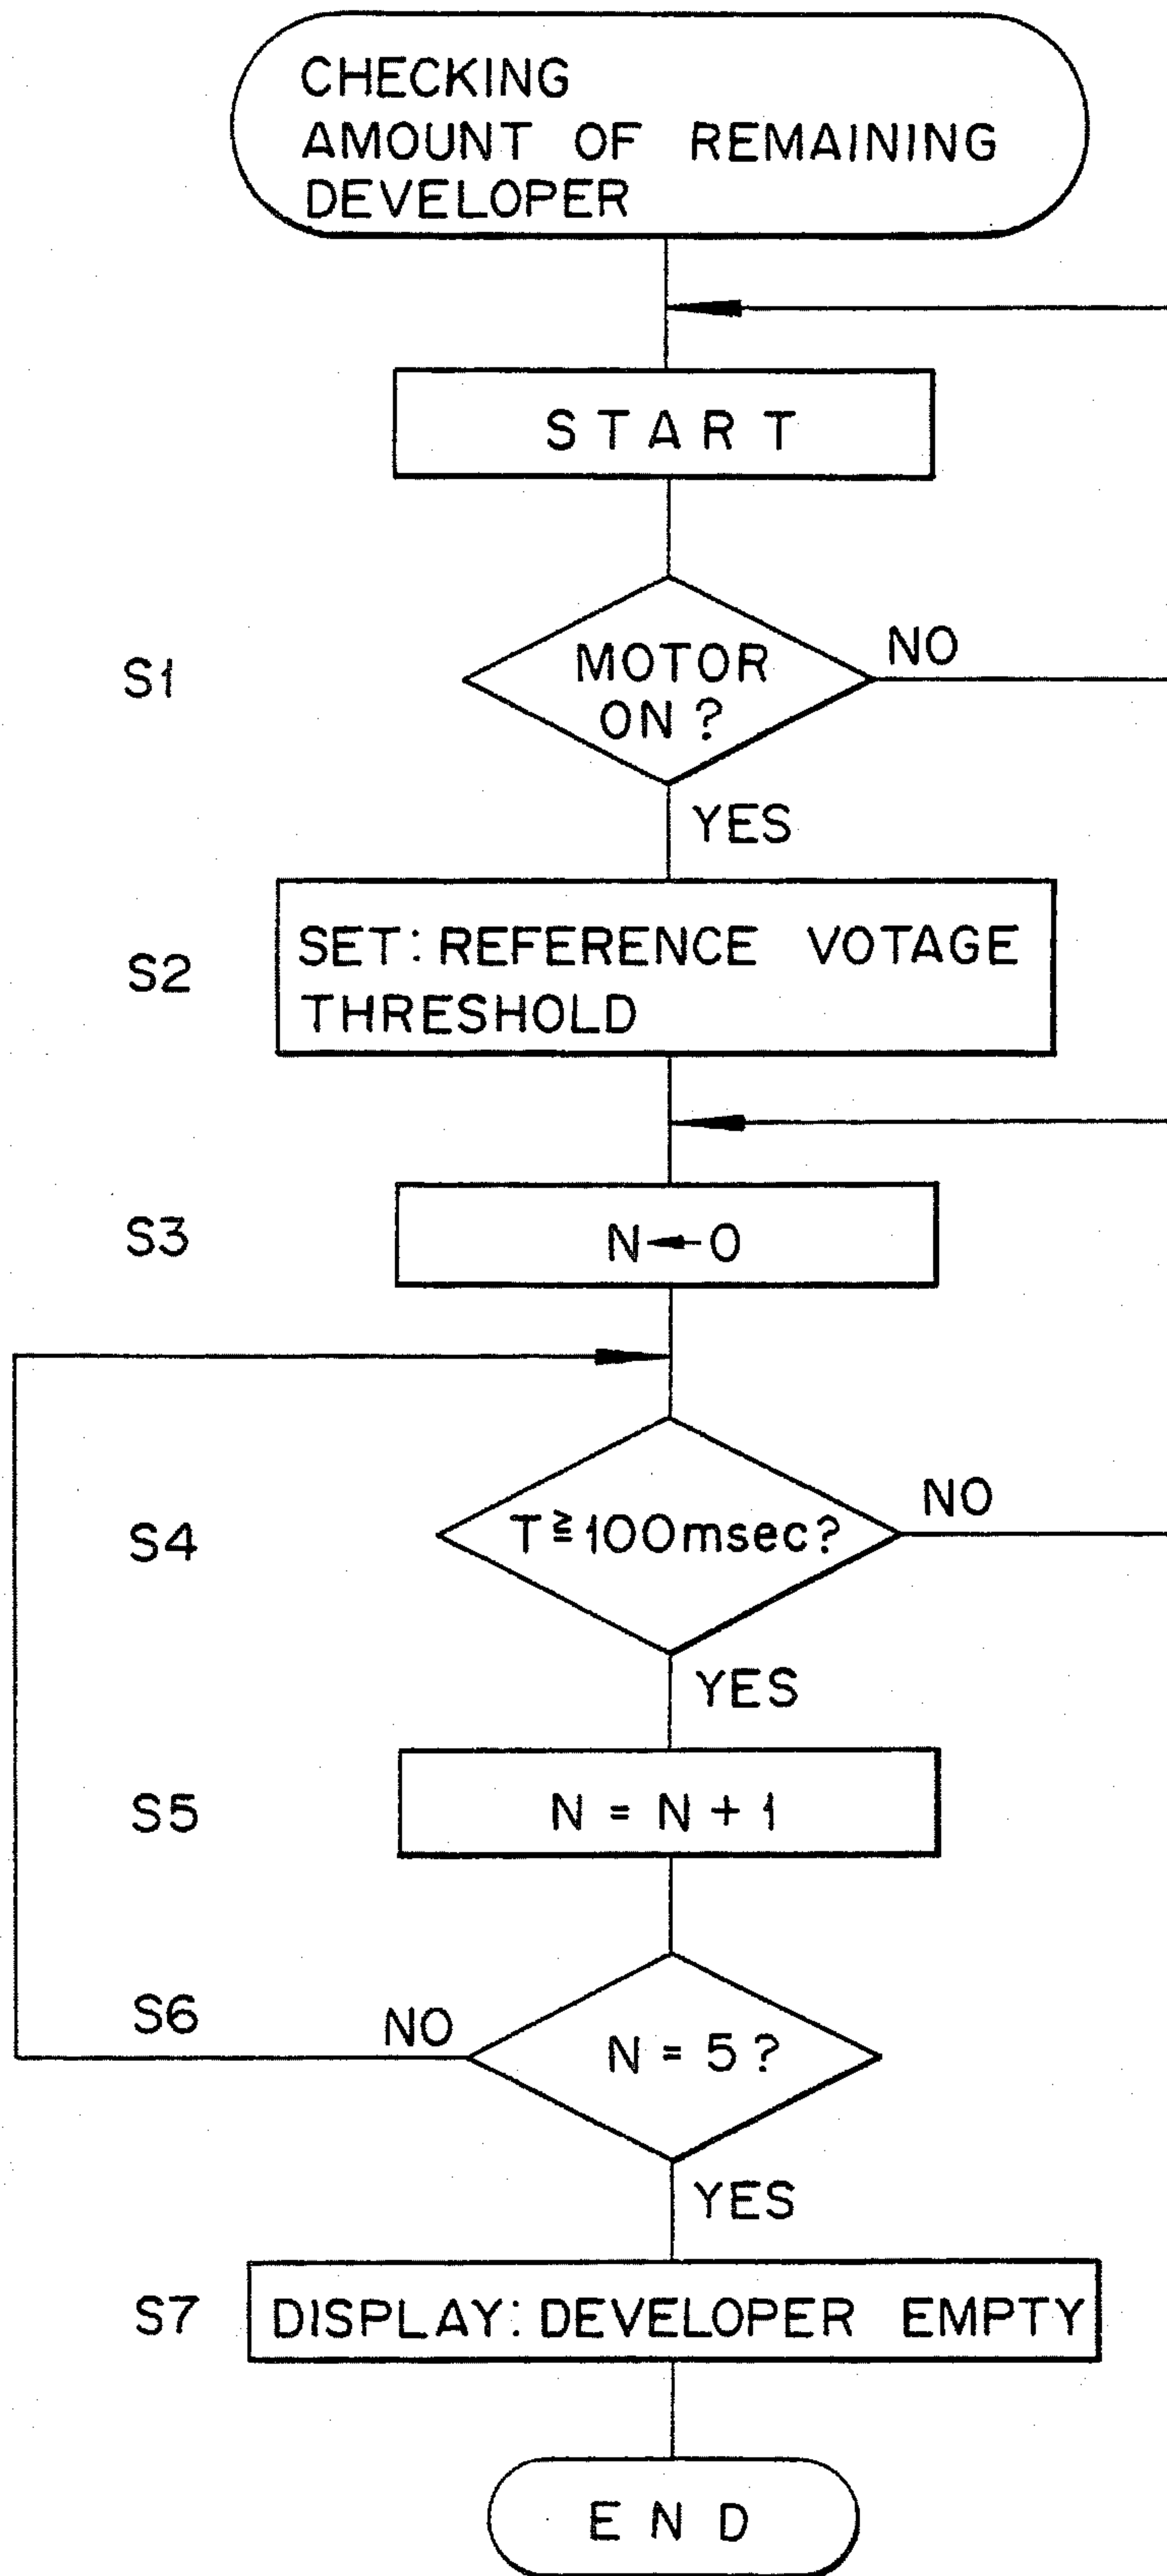 CHECKING
AMOUNT OF REMAINING
DEVELOPER
START
S1
MOTOR
ON?
NO
YES
S2
SET: REFERENCE VOTAGE
THRESHOLD
S3
N←0
S4
T≧100msec?
NO
YES
S5
N = N + 1
S6
NO
N = 5?
YES
S7
DISPLAY: DEVELOPER EMPTY
END